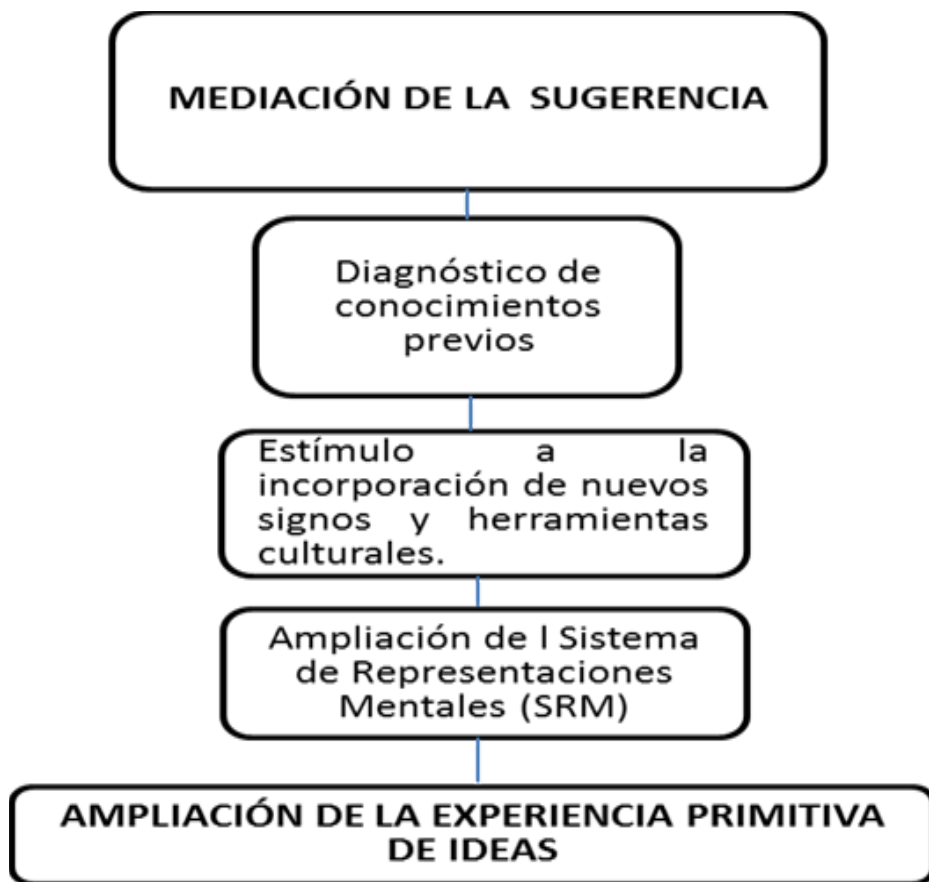 MEDIACIÓN DE LA SUGERENCIA
Diagnóstico de
conocimientos
previos
Estímulo a la
incorporación de nuevos
signos y herramientas
culturales.
Ampliación de l Sistema
de Representaciones
Mentales (SRM)
AMPLIACIÓN DE LA EXPERIENCIA PRIMITIVA
DE IDEAS